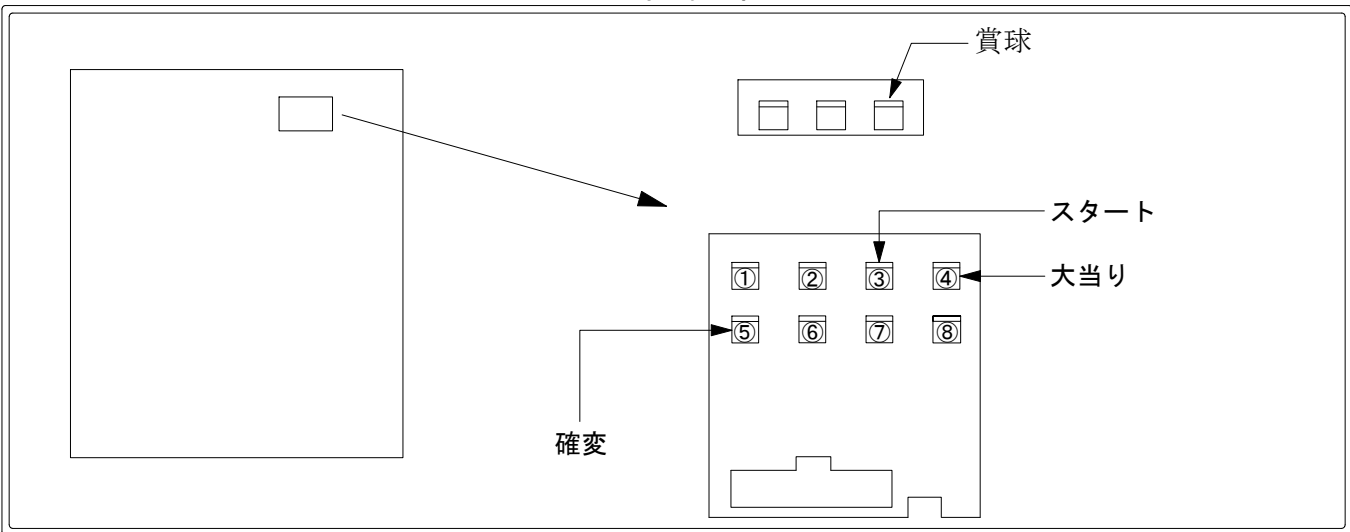 賞球
スタート
① ② ③ ④
大当り
⑤ ⑥ ⑦ ⑧
確変